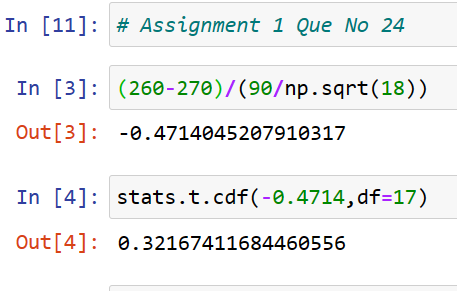 In [11]: # Assignment 1 Que No 24
In [3]: (260-270)/(90/np.sqrt(18))
Out[3]: -0.4714045207910317
In [4]: stats.t.cdf(-0.4714,df=17)
Out[4]: 0.32167411684460556